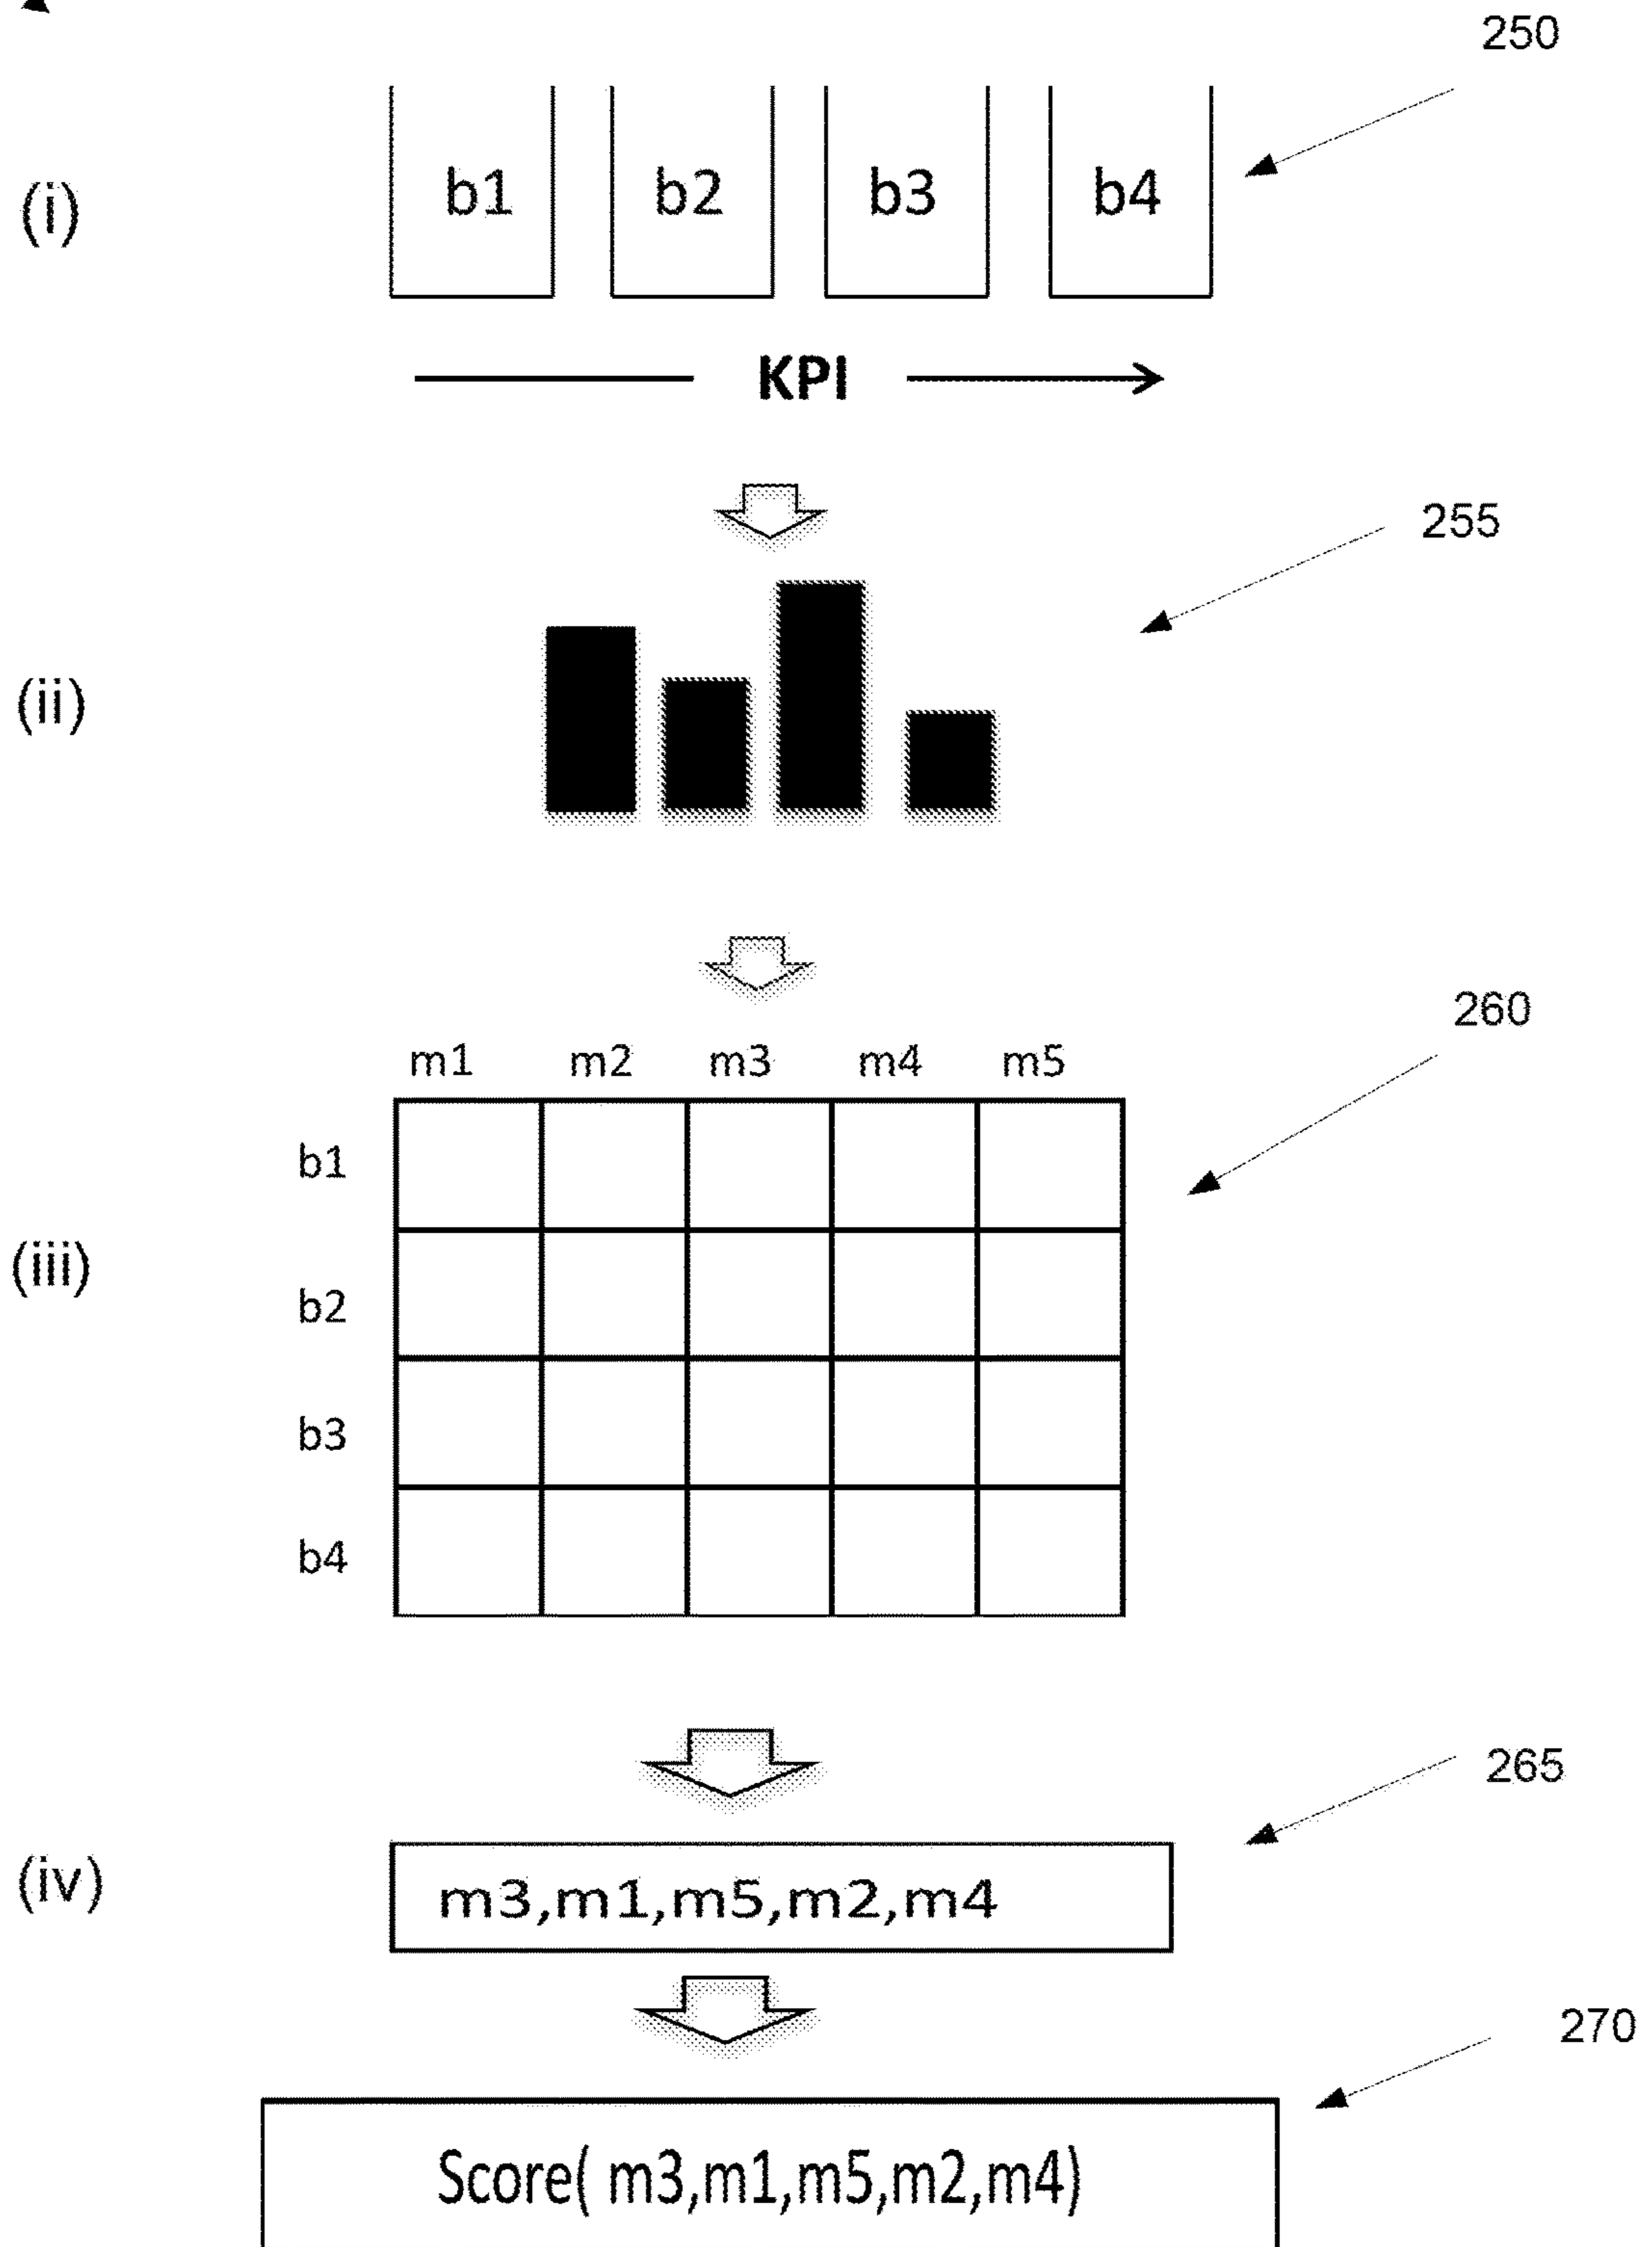 250
(i)
b1 b2 b3 b4
KPI
255
(ii)
260
m1 m2 m3 m4 m5
b1
(iii)
b2
b3
b4
265
(iv)
m3,m1,m5,m2,m4
270
Score( m3,m1,m5,m2,m4)